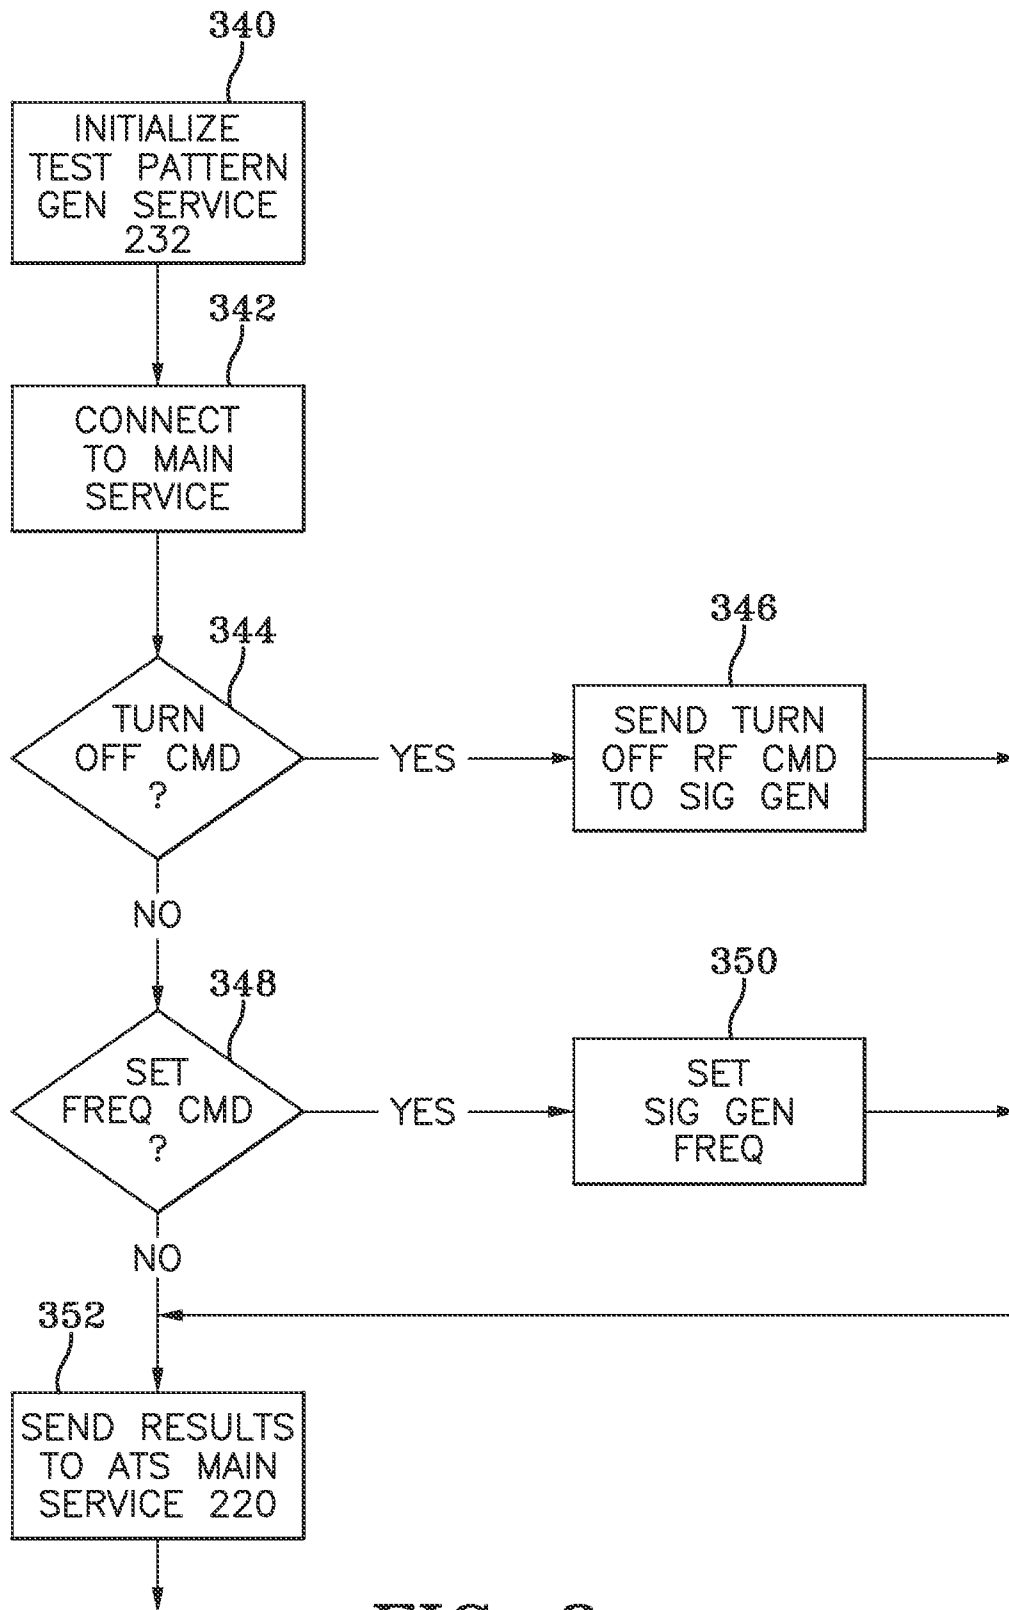 340
INITIALIZE
TEST PATTERN
GEN SERVICE
232
342
CONNECT
TO MAIN
SERVICE
344
TURN
OFF CMD
?
YES
346
SEND TURN
OFF RF CMD
TO SIG GEN
NO
348
SET
FREQ CMD
?
YES
350
SET
SIG GEN
FREQ
NO
352
SEND RESULTS
TO ATS MAIN
SERVICE 220